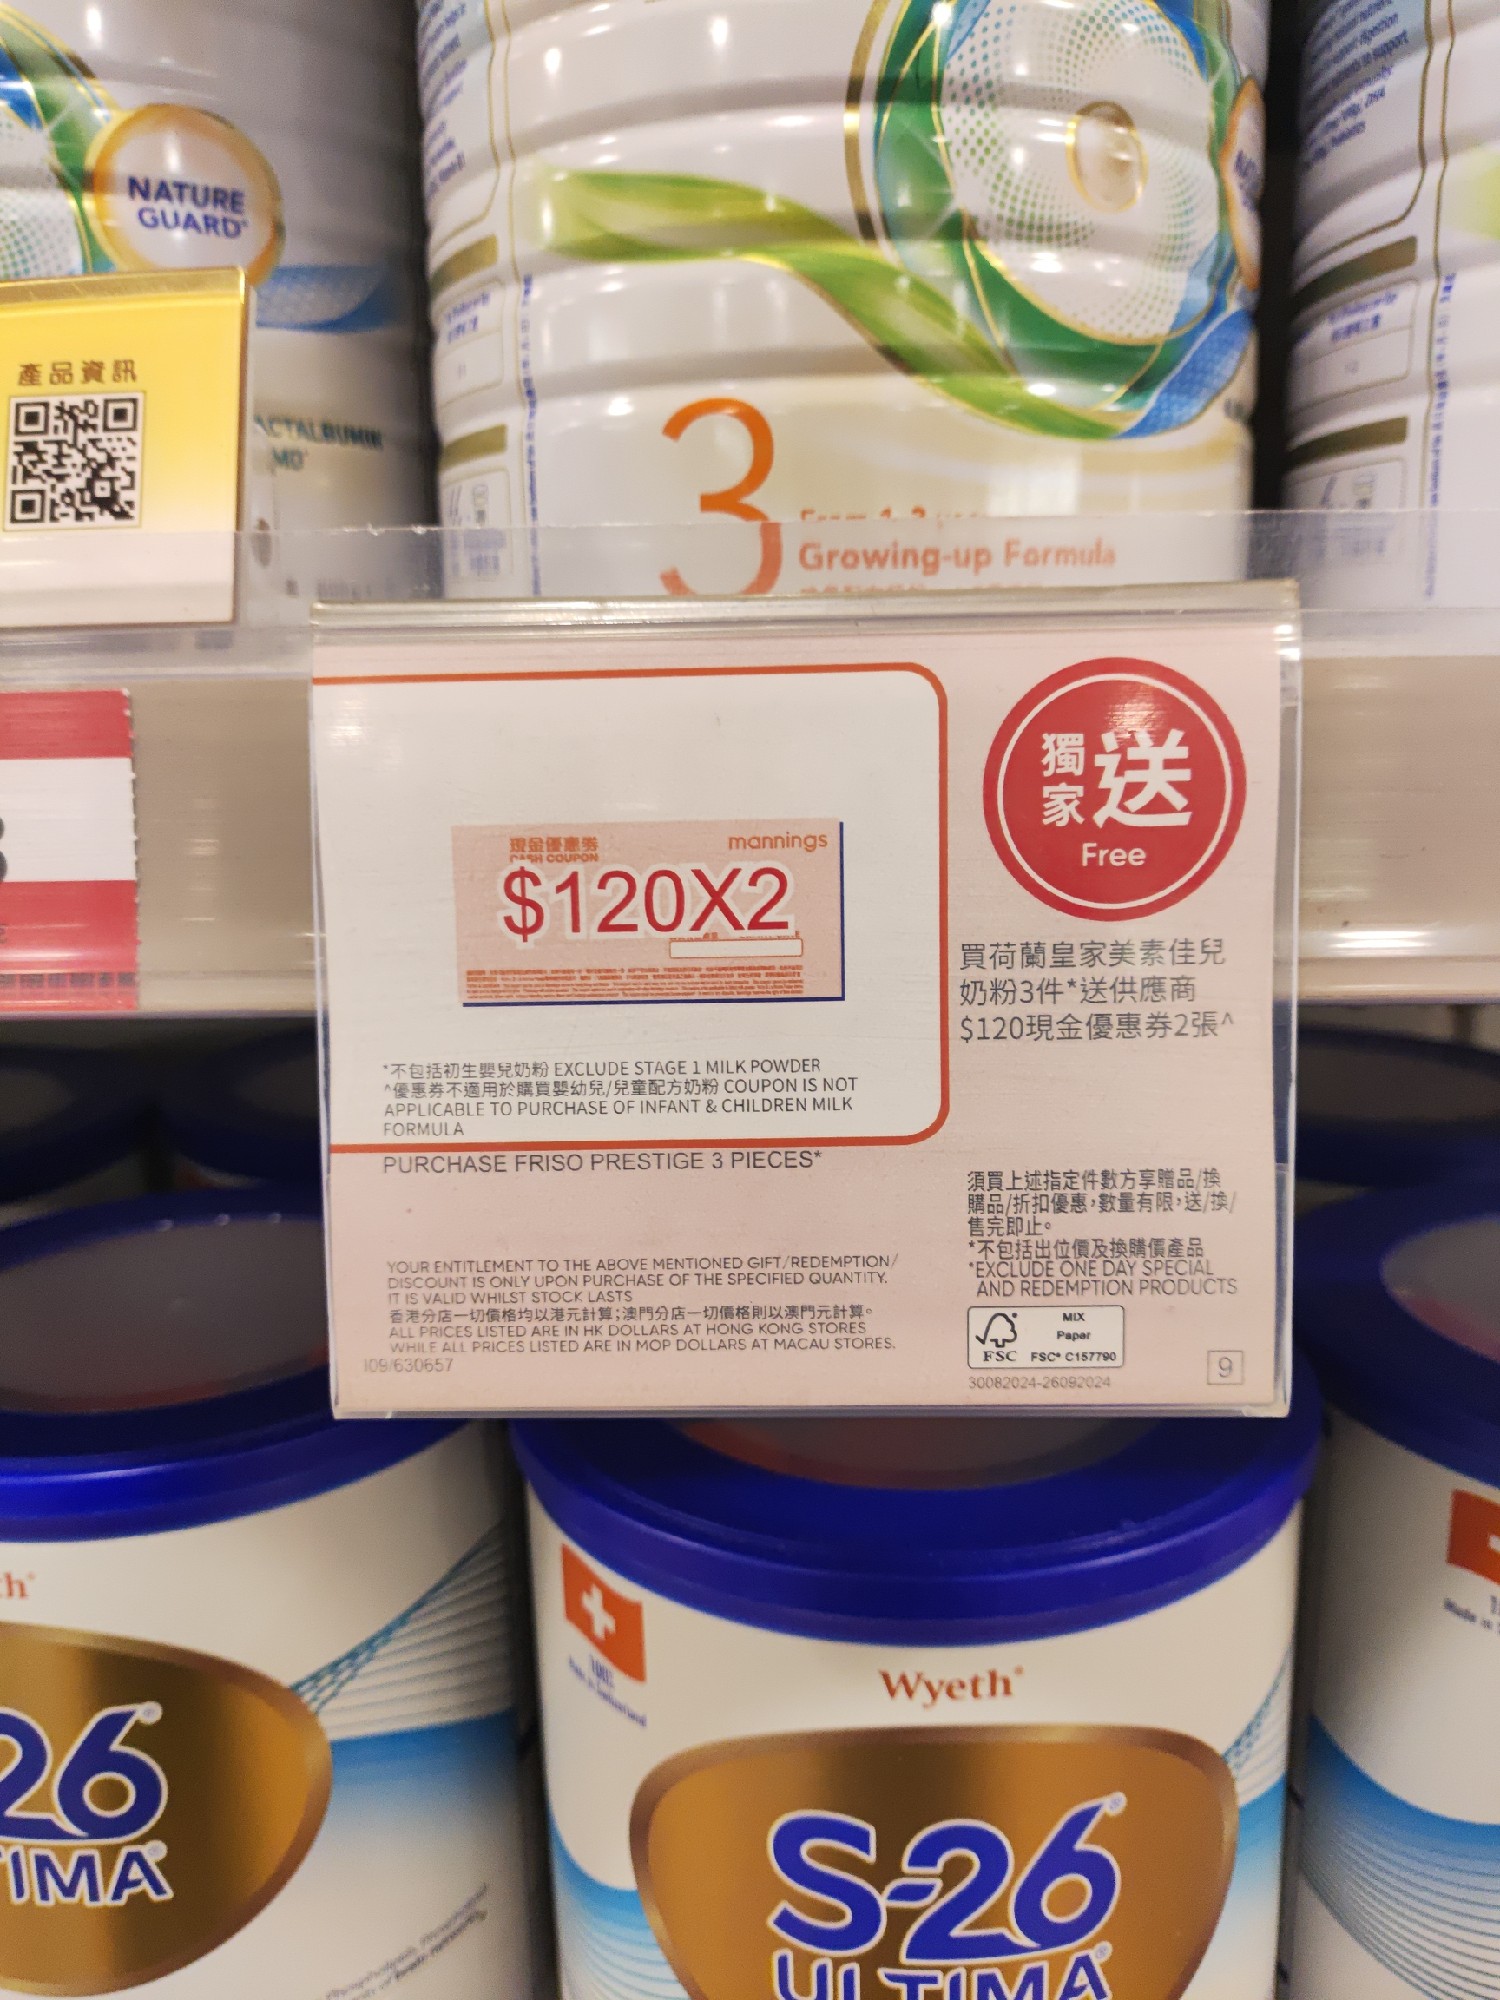 NATURE
GUARD
產品資訊
3
Growing-up Formula
現金優惠券
CASH COUPON
mannings
$120X2
獨家送
Free
買荷蘭皇家美素佳兒
奶粉3件*送供應商
$120現金優惠券2張^
*不包括初生嬰兒奶粉 EXCLUDE STAGE 1 MILK POWDER
^優惠券不適用於購買嬰幼兒/兒童配方奶粉 COUPON IS NOT
APPLICABLE TO PURCHASE OF INFANT & CHILDREN MILK
FORMULA
PURCHASE FRISO PRESTIGE 3 PIECES*
須買上述指定件數方享贈品/換
購品/折扣優惠，數量有限，送/換/
售完即止。
*不包括出位價及換購價產品
*EXCLUDE ONE DAY SPECIAL
AND REDEMPTION PRODUCTS
YOUR ENTITLEMENT TO THE ABOVE MENTIONED GIFT/REDEMPTION/
DISCOUNT IS ONLY UPON PURCHASE OF THE SPECIFIED QUANTITY.
IT IS VALID WHILST STOCK LASTS
香港分店一切價格均以港元計算；澳門分店一切價格則以澳門元計算。
ALL PRICES LISTED ARE IN HK DOLLARS AT HONG KONG STORES
WHILE ALL PRICES LISTED ARE IN MOP DOLLARS AT MACAU STORES.
I09/630657
FSC
MIX
Paper
FSC® C157790
9
30082024-26092024
Wyeth®
S-26®
ULTIMA®
26®
TIMA®